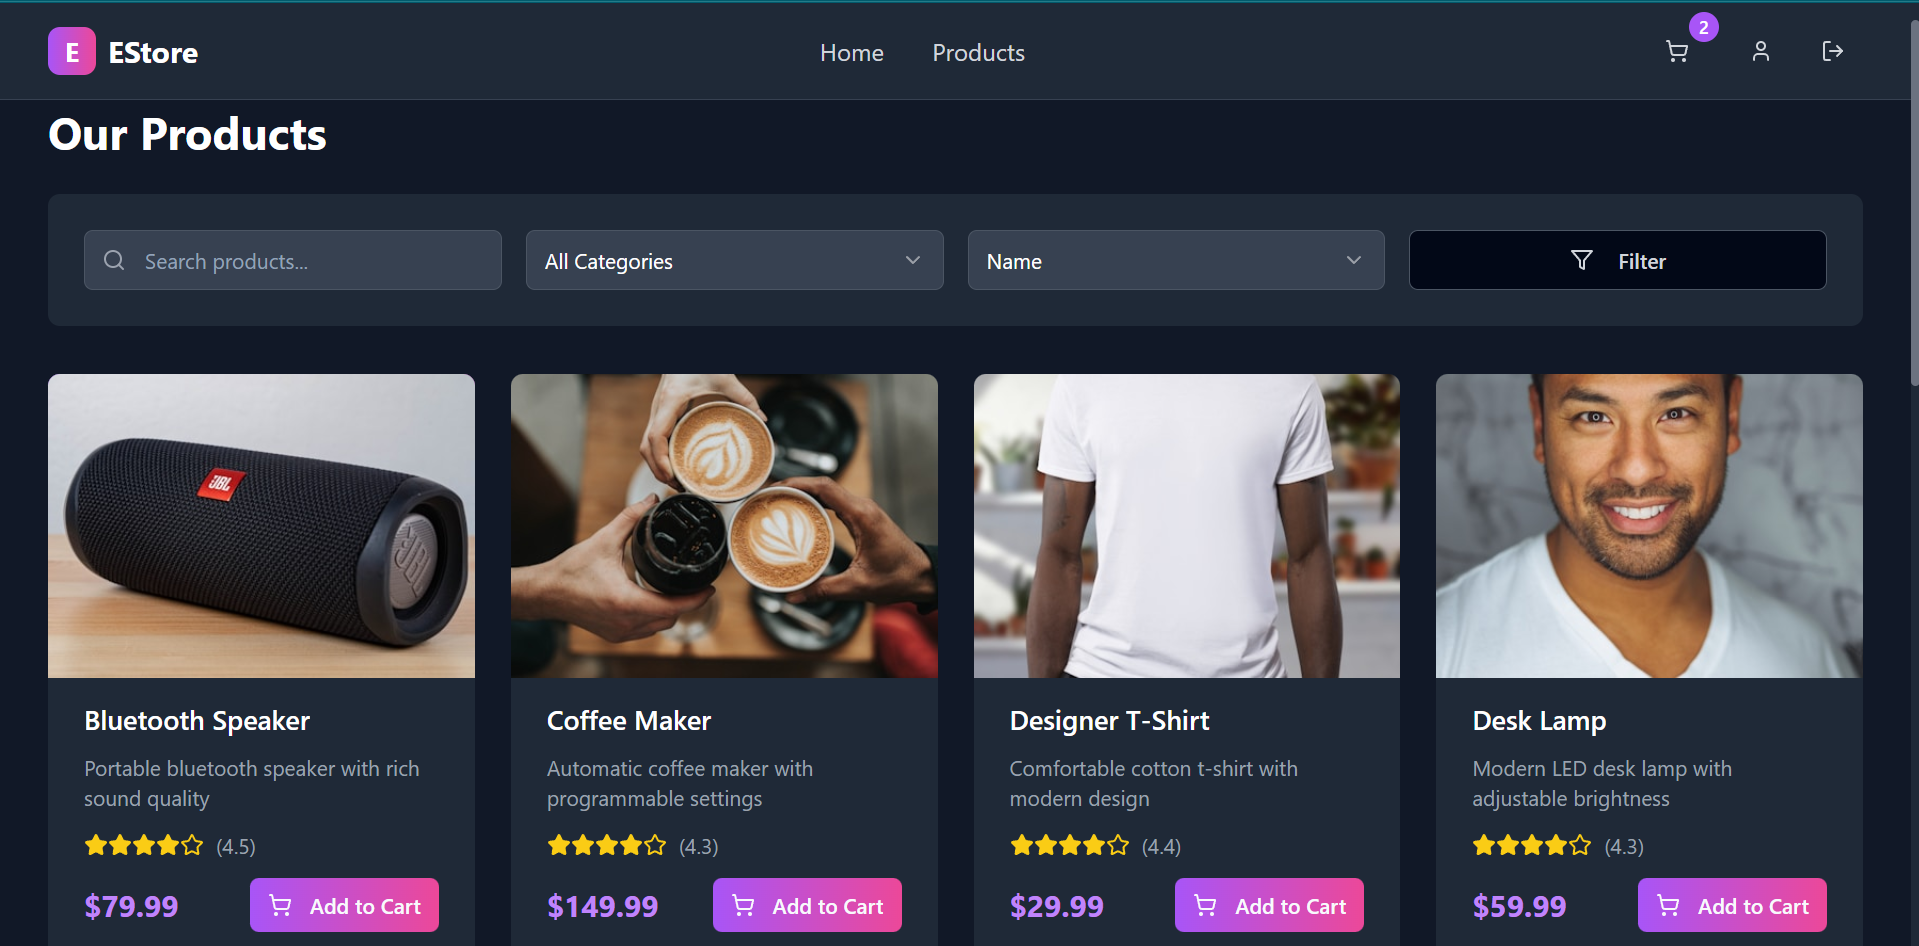 E EStore
Home Products
2
Our Products
Search products...
All Categories
Name
Filter
JBL
JBL
Bluetooth Speaker
Portable bluetooth speaker with rich
sound quality
(4.5)
$79.99
Add to Cart
Coffee Maker
Automatic coffee maker with
programmable settings
(4.3)
$149.99
Add to Cart
Designer T-Shirt
Comfortable cotton t-shirt with
modern design
(4.4)
$29.99
Add to Cart
Desk Lamp
Modern LED desk lamp with
adjustable brightness
(4.3)
$59.99
Add to Cart